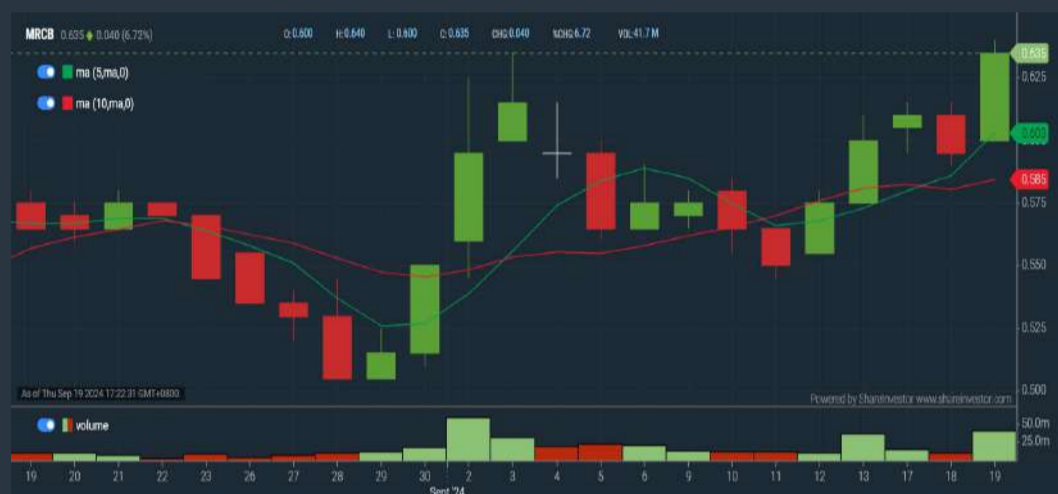 MRCB 0.635 0.040 (6.72%) O:0.600 H:0.640 L:0.600 C:0.635 CHG:0.040 %CHG:6.72 VOL:41.7 M
0.635
0.625
ma (5,ma,0)
ma (10,ma,0)
0.600
0.585
0.575
0.550
0.525
0.500
As of Thu Sep 19 2024 17:22:31 GMT+0800
Powered by ShareInvestor www.shareinvestor.com
volume
50.0m
25.0m
19 20 21 22 23 26 27 28 29 30 2 3 4 5 6 9 10 11 12 13 17 18 19
Sept '24